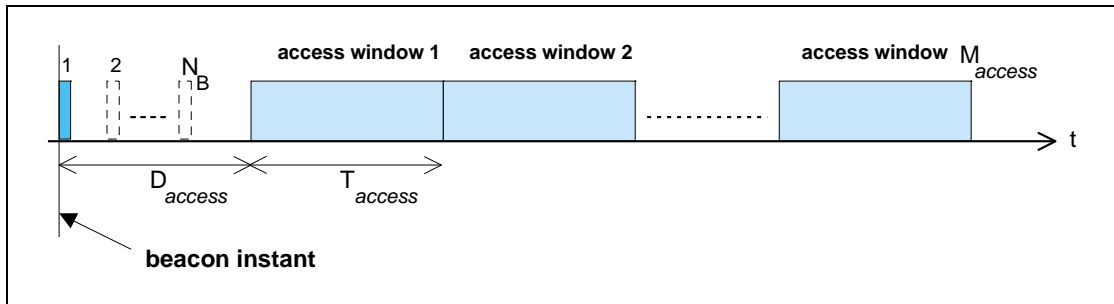 access window 1
access window 2
access window M access
1
2
N B
t
D access
T access
beacon instant